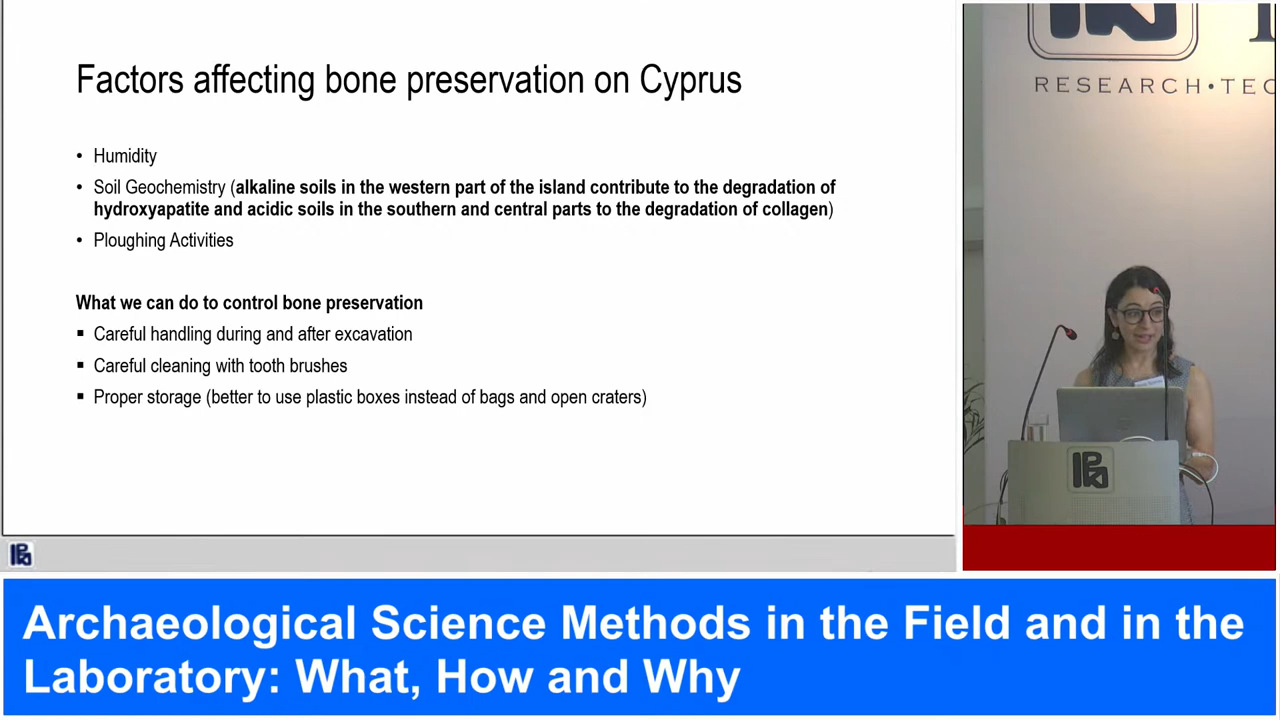 Factors affecting bone preservation on Cyprus
• Humidity
• Soil Geochemistry (alkaline soils in the western part of the island contribute to the degradation of
hydroxyapatite and acidic soils in the southern and central parts to the degradation of collagen)
• Ploughing Activities
What we can do to control bone preservation
▪ Careful handling during and after excavation
▪ Careful cleaning with tooth brushes
▪ Proper storage (better to use plastic boxes instead of bags and open craters)
RESEARCH•TEC
Archaeological Science Methods in the Field and in the
Laboratory: What, How and Why